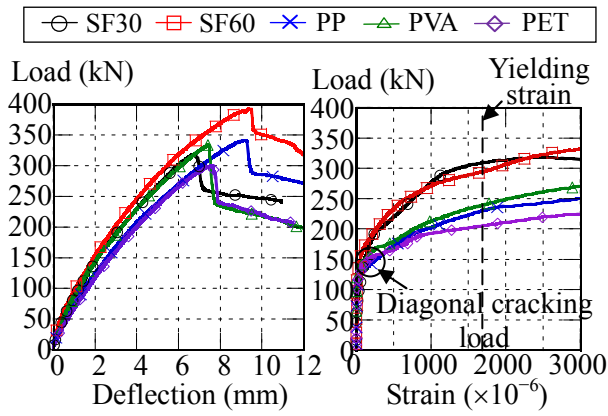 SF30 SF60 PP PVA PET
Load (kN)
400
350
300
250
200
150
100
50
0
0 2 4 6 8 10 12
Deflection (mm)
Load (kN)
Yielding
strain
400
350
300
250
200
150
100
50
0
Diagonal cracking
load
0 1000 2000 3000
Strain (×10⁻⁶)